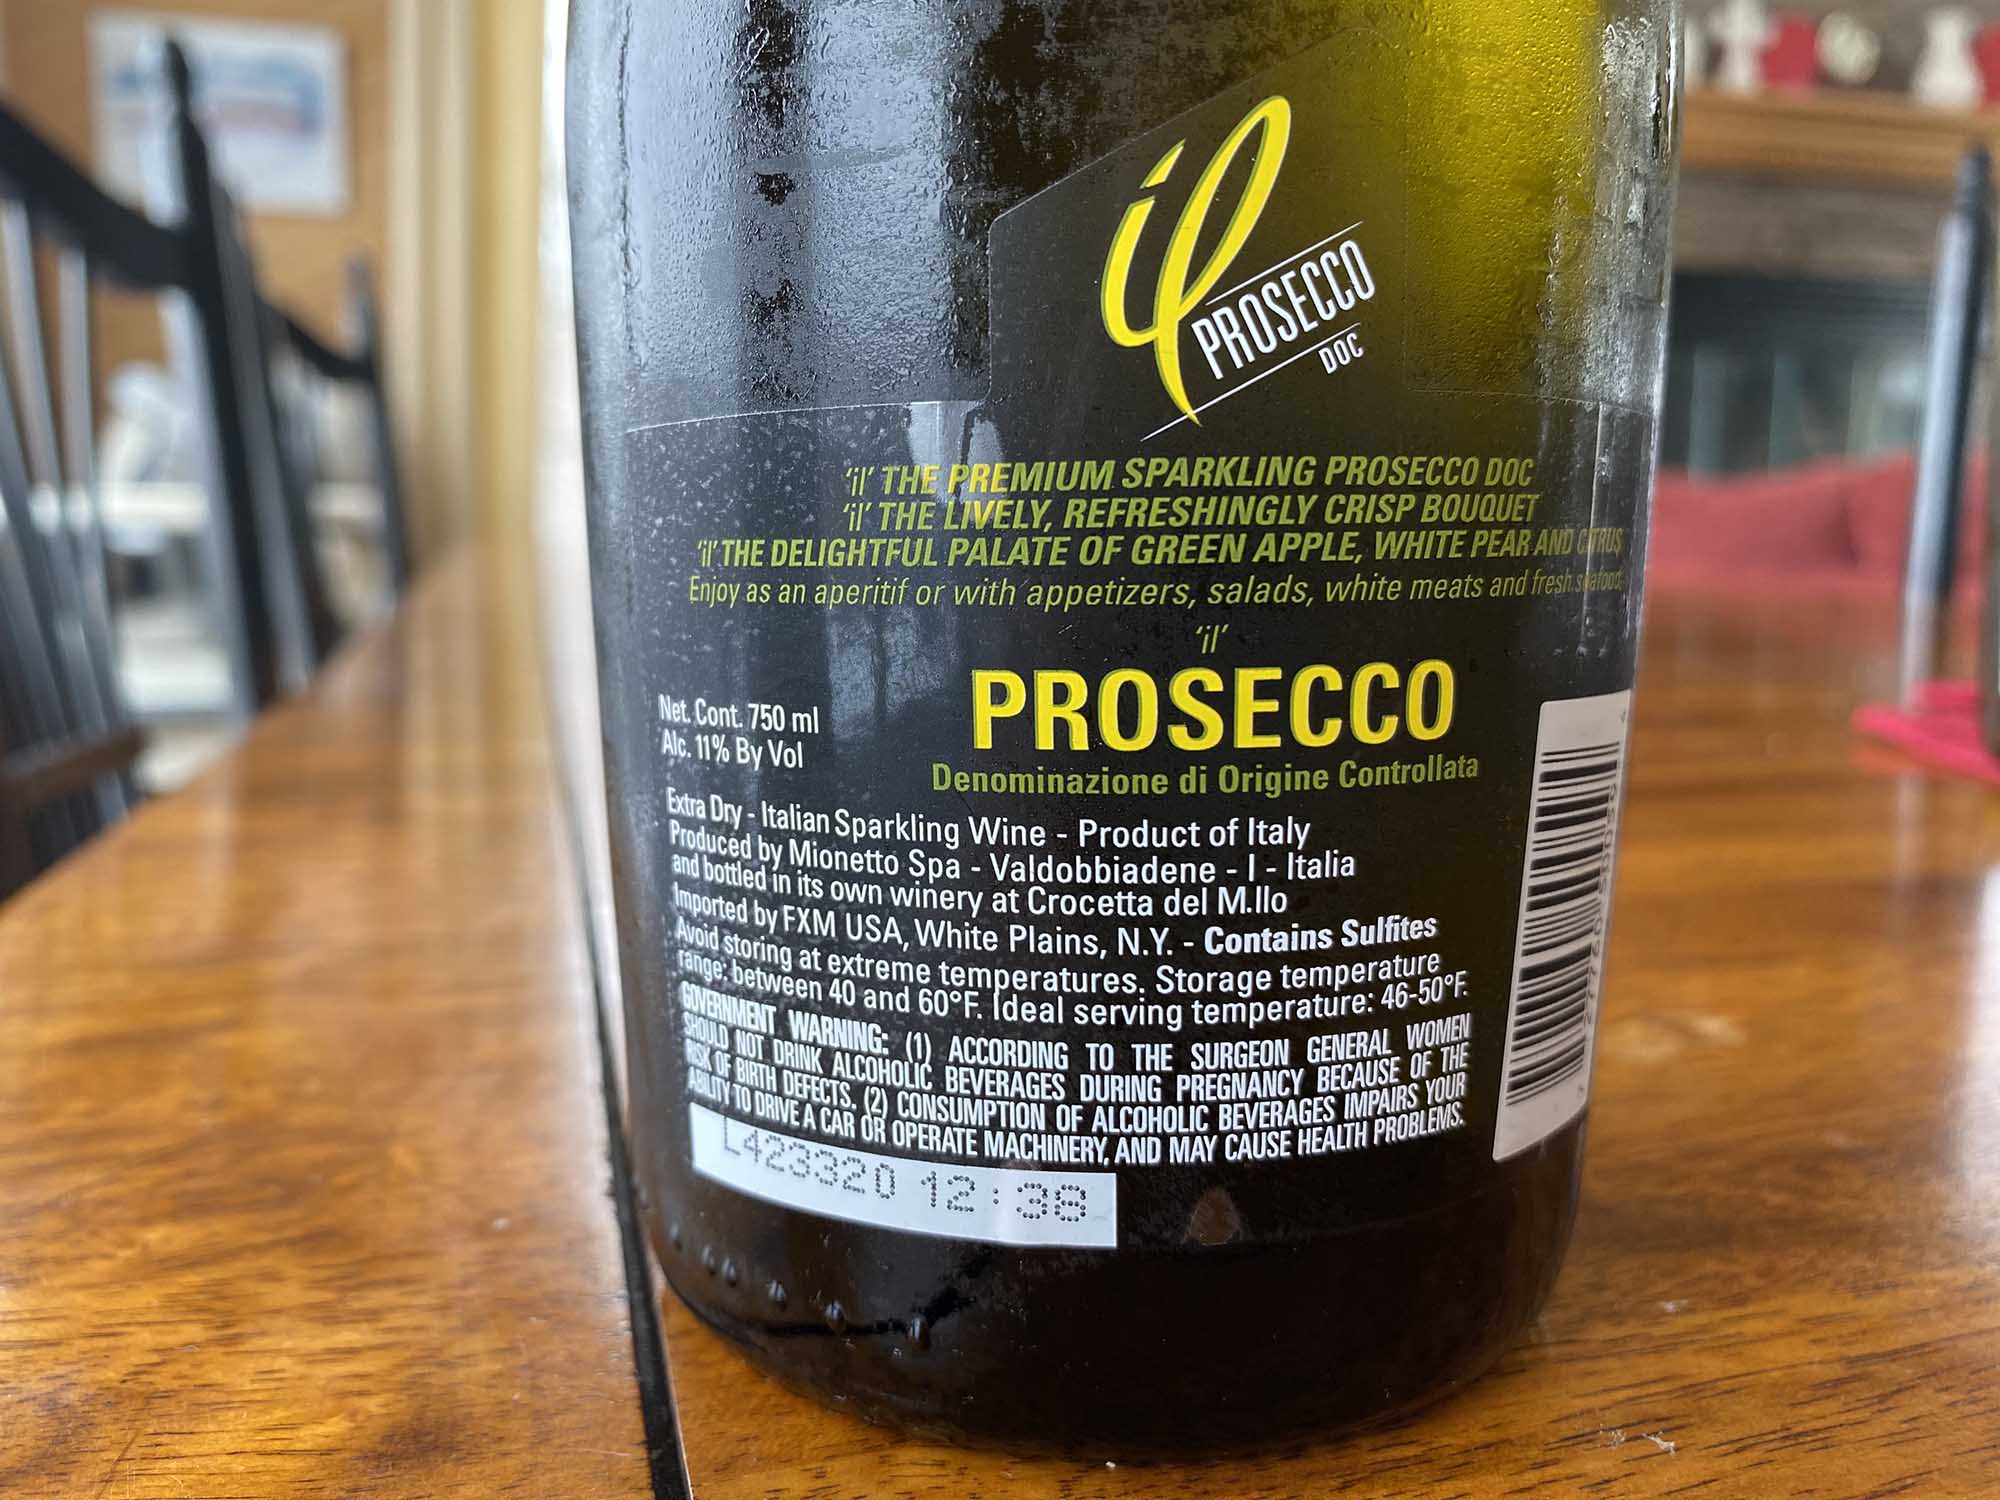 il
PROSECCO
DOC
‘il’ THE PREMIUM SPARKLING PROSECCO DOC
‘il’ THE LIVELY, REFRESHINGLY CRISP BOUQUET
‘il’ THE DELIGHTFUL PALATE OF GREEN APPLE, WHITE PEAR AND CITRUS
Enjoy as an aperitif or with appetizers, salads, white meats and fresh seafood.
‘il’
PROSECCO
Denominazione di Origine Controllata
Net. Cont. 750 ml
Alc. 11% By Vol
Extra Dry - Italian Sparkling Wine - Product of Italy
Produced by Mionetto Spa - Valdobbiadene - I - Italia
and bottled in its own winery at Crocetta del M.llo
Imported by FXM USA, White Plains, N.Y. - Contains Sulfites
Avoid storing at extreme temperatures. Storage temperature
range: between 40 and 60°F. Ideal serving temperature: 46-50°F.
GOVERNMENT WARNING: (1) ACCORDING TO THE SURGEON GENERAL WOMEN
SHOULD NOT DRINK ALCOHOLIC BEVERAGES DURING PREGNANCY BECAUSE OF THE
RISK OF BIRTH DEFECTS. (2) CONSUMPTION OF ALCOHOLIC BEVERAGES IMPAIRS YOUR
ABILITY TO DRIVE A CAR OR OPERATE MACHINERY, AND MAY CAUSE HEALTH PROBLEMS.
L423320 12:38